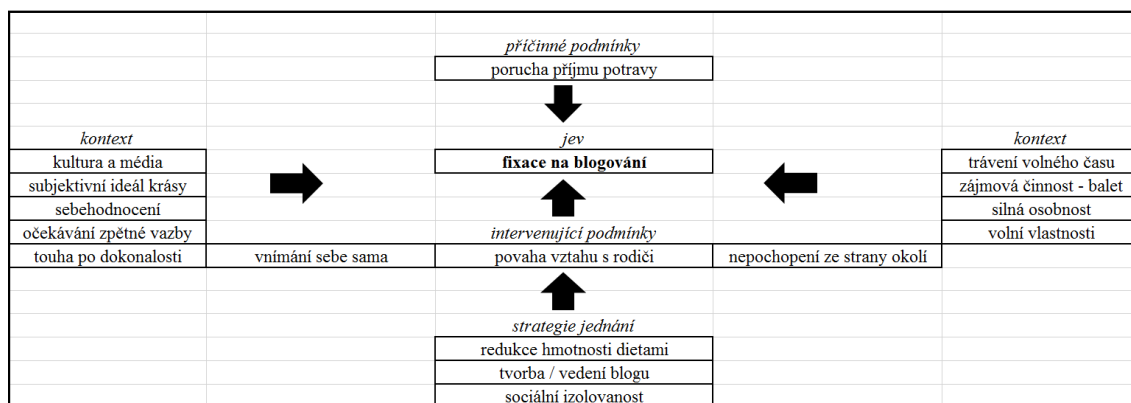 příčinné podmínky
porucha příjmu potravy
kontext
jev
kontext
kultura a média
fixace na blogování
trávení volného času
subjektivní ideál krásy
zájmová činnost - balet
sebehodnocení
silná osobnost
očekávání zpětné vazby
intervenující podmínky
volní vlastnosti
touha po dokonalosti
vnímání sebe sama
povaha vztahu s rodiči
nepochopení ze strany okolí
strategie jednání
redukce hmotnosti dietami
tvorba / vedení blogu
sociální izolovanost